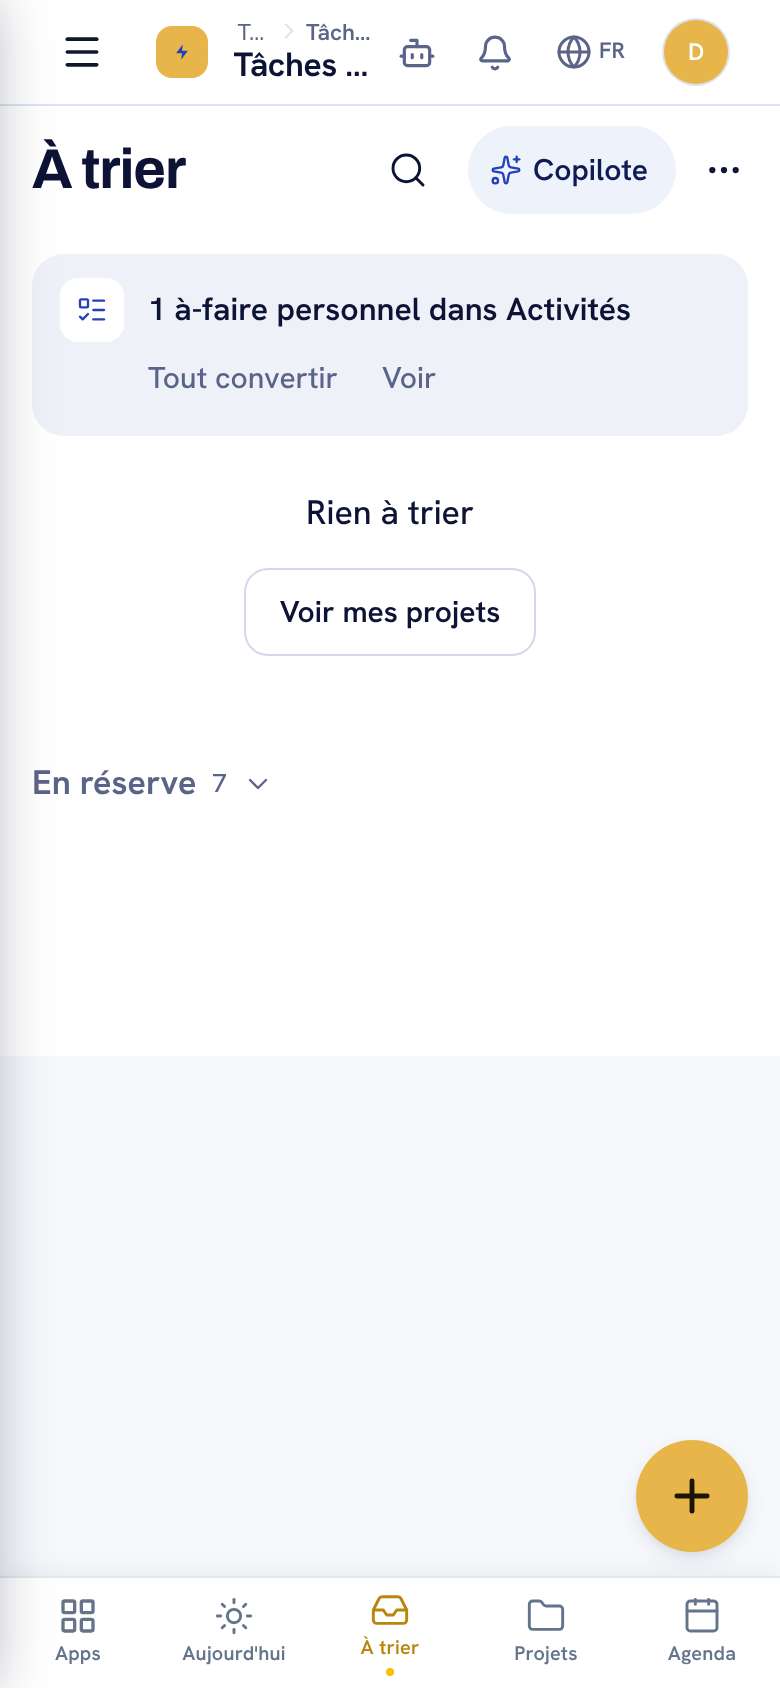 T... Tâch...
Tâches ...
FR
D
À trier
Copilote
1 à-faire personnel dans Activités
Tout convertir Voir
Rien à trier
Voir mes projets
En réserve 7
Apps
Aujourd'hui
À trier
Projets
Agenda